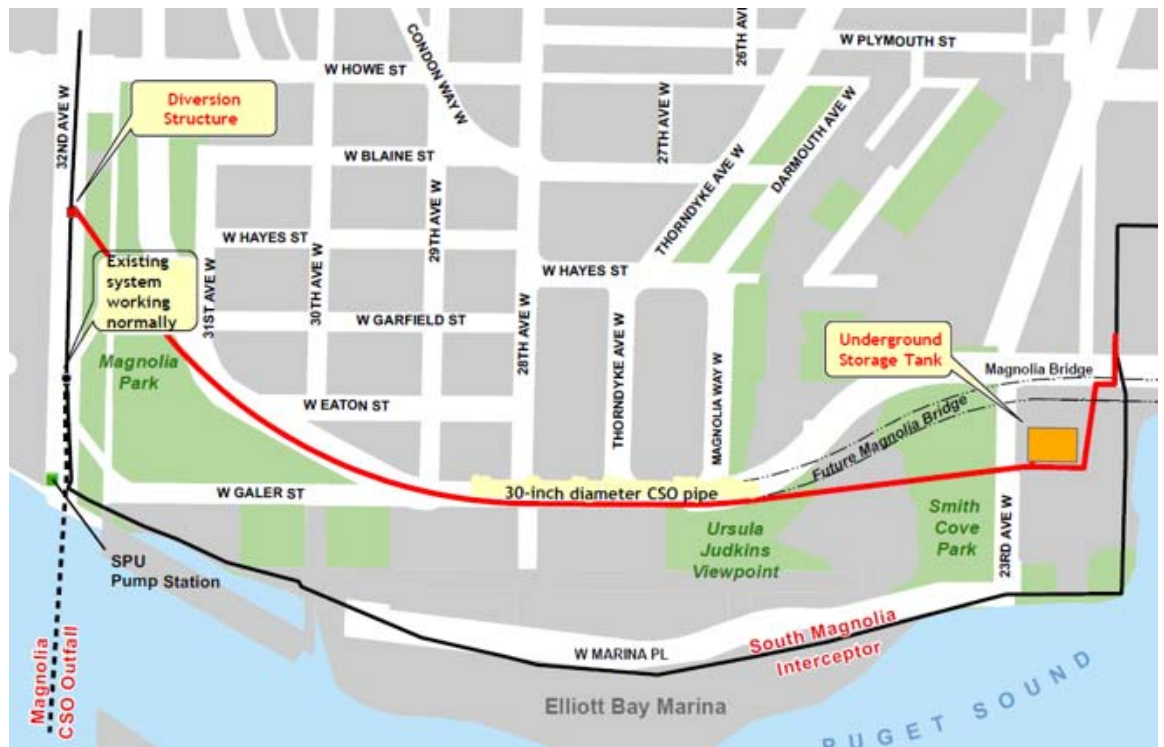 CONDON WAY W
26TH AVE W
W PLYMOUTH ST
W HOWE ST
32ND AVE W
Diversion
Structure
27TH AVE W
DARMOUTH AVE W
THORNDYKE AVE W
W BLAINE ST
29TH AVE W
W HAYES ST
30TH AVE W
31ST AVE W
W HAYES ST
Existing
system
working
normally
W GARFIELD ST
28TH AVE W
Magnolia
Park
Underground
Storage Tank
Magnolia Bridge
THORNDYKE AVE W
MAGNOLIA WAY W
W EATON ST
Future Magnolia Bridge
W GALER ST
30-inch diameter CSO pipe
Ursula
Judkins
Viewpoint
Smith
Cove
Park
23RD AVE W
SPU
Pump Station
Magnolia
CSO Outfall
W MARINA PL
South Magnolia
Interceptor
Elliott Bay Marina
PUGET SOUND